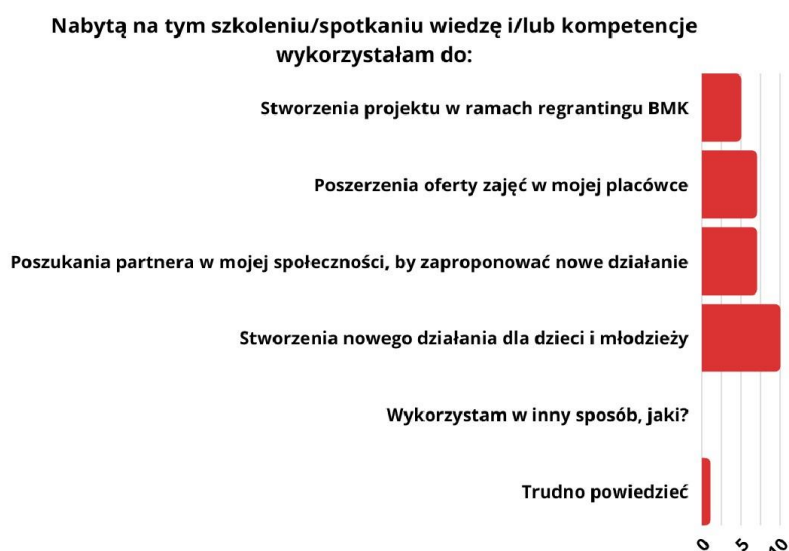 Nabytą na tym szkoleniu/spotkaniu wiedzę i/lub kompetencje
wykorzystałam do:
Stworzenia projektu w ramach regrantingu BMK
Poszerzenia oferty zajęć w mojej placówce
Poszukania partnera w mojej społeczności, by zaproponować nowe działanie
Stworzenia nowego działania dla dzieci i młodzieży
Wykorzystam w inny sposób, jaki?
Trudno powiedzieć
0 5 10